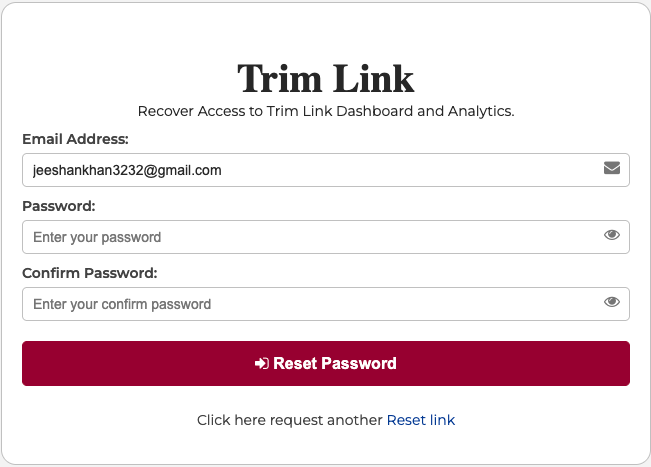 Trim Link
Recover Access to Trim Link Dashboard and Analytics.
Email Address:
jeeshankhan3232@gmail.com
Password:
Enter your password
Confirm Password:
Enter your confirm password
Reset Password
Click here request another Reset link